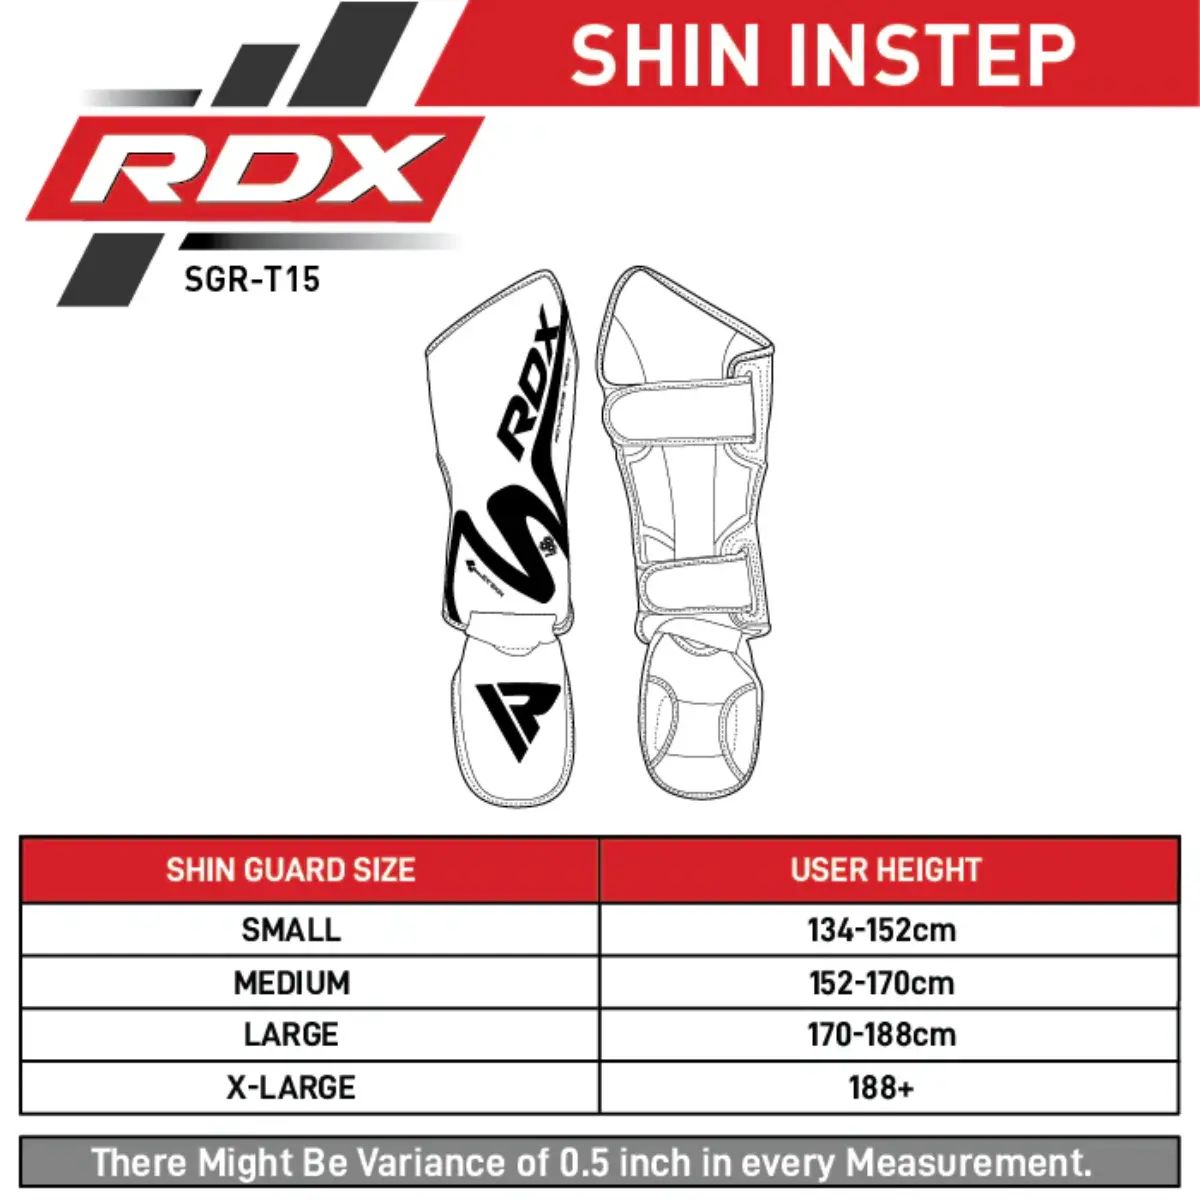 SHIN INSTEP
RDX
SGR-T15
RDX
SHIN GUARD SIZE USER HEIGHT
SMALL 134-152cm
MEDIUM 152-170cm
LARGE 170-188cm
X-LARGE 188+
There Might Be Variance of 0.5 inch in every Measurement.